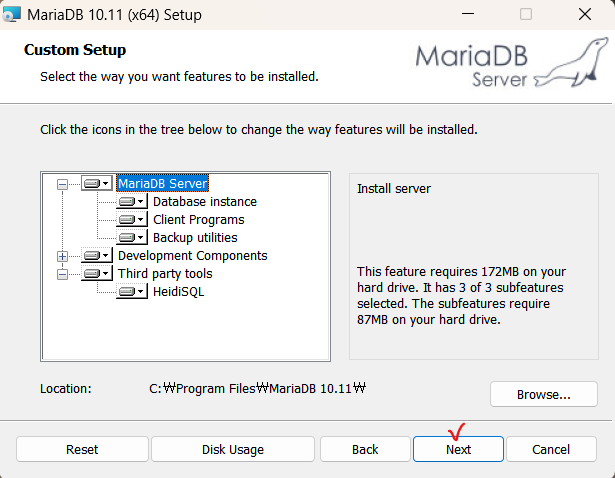 MariaDB 10.11 (x64) Setup
Custom Setup
Select the way you want features to be installed.
MariaDB
Server
Click the icons in the tree below to change the way features will be installed.
MariaDB Server
Database instance
Client Programs
Backup utilities
Development Components
Third party tools
HeidiSQL
Install server
This feature requires 172MB on your
hard drive. It has 3 of 3 subfeatures
selected. The subfeatures require
87MB on your hard drive.
Location: C:₩Program Files₩MariaDB 10.11₩
Browse...
Reset Disk Usage Back Next Cancel